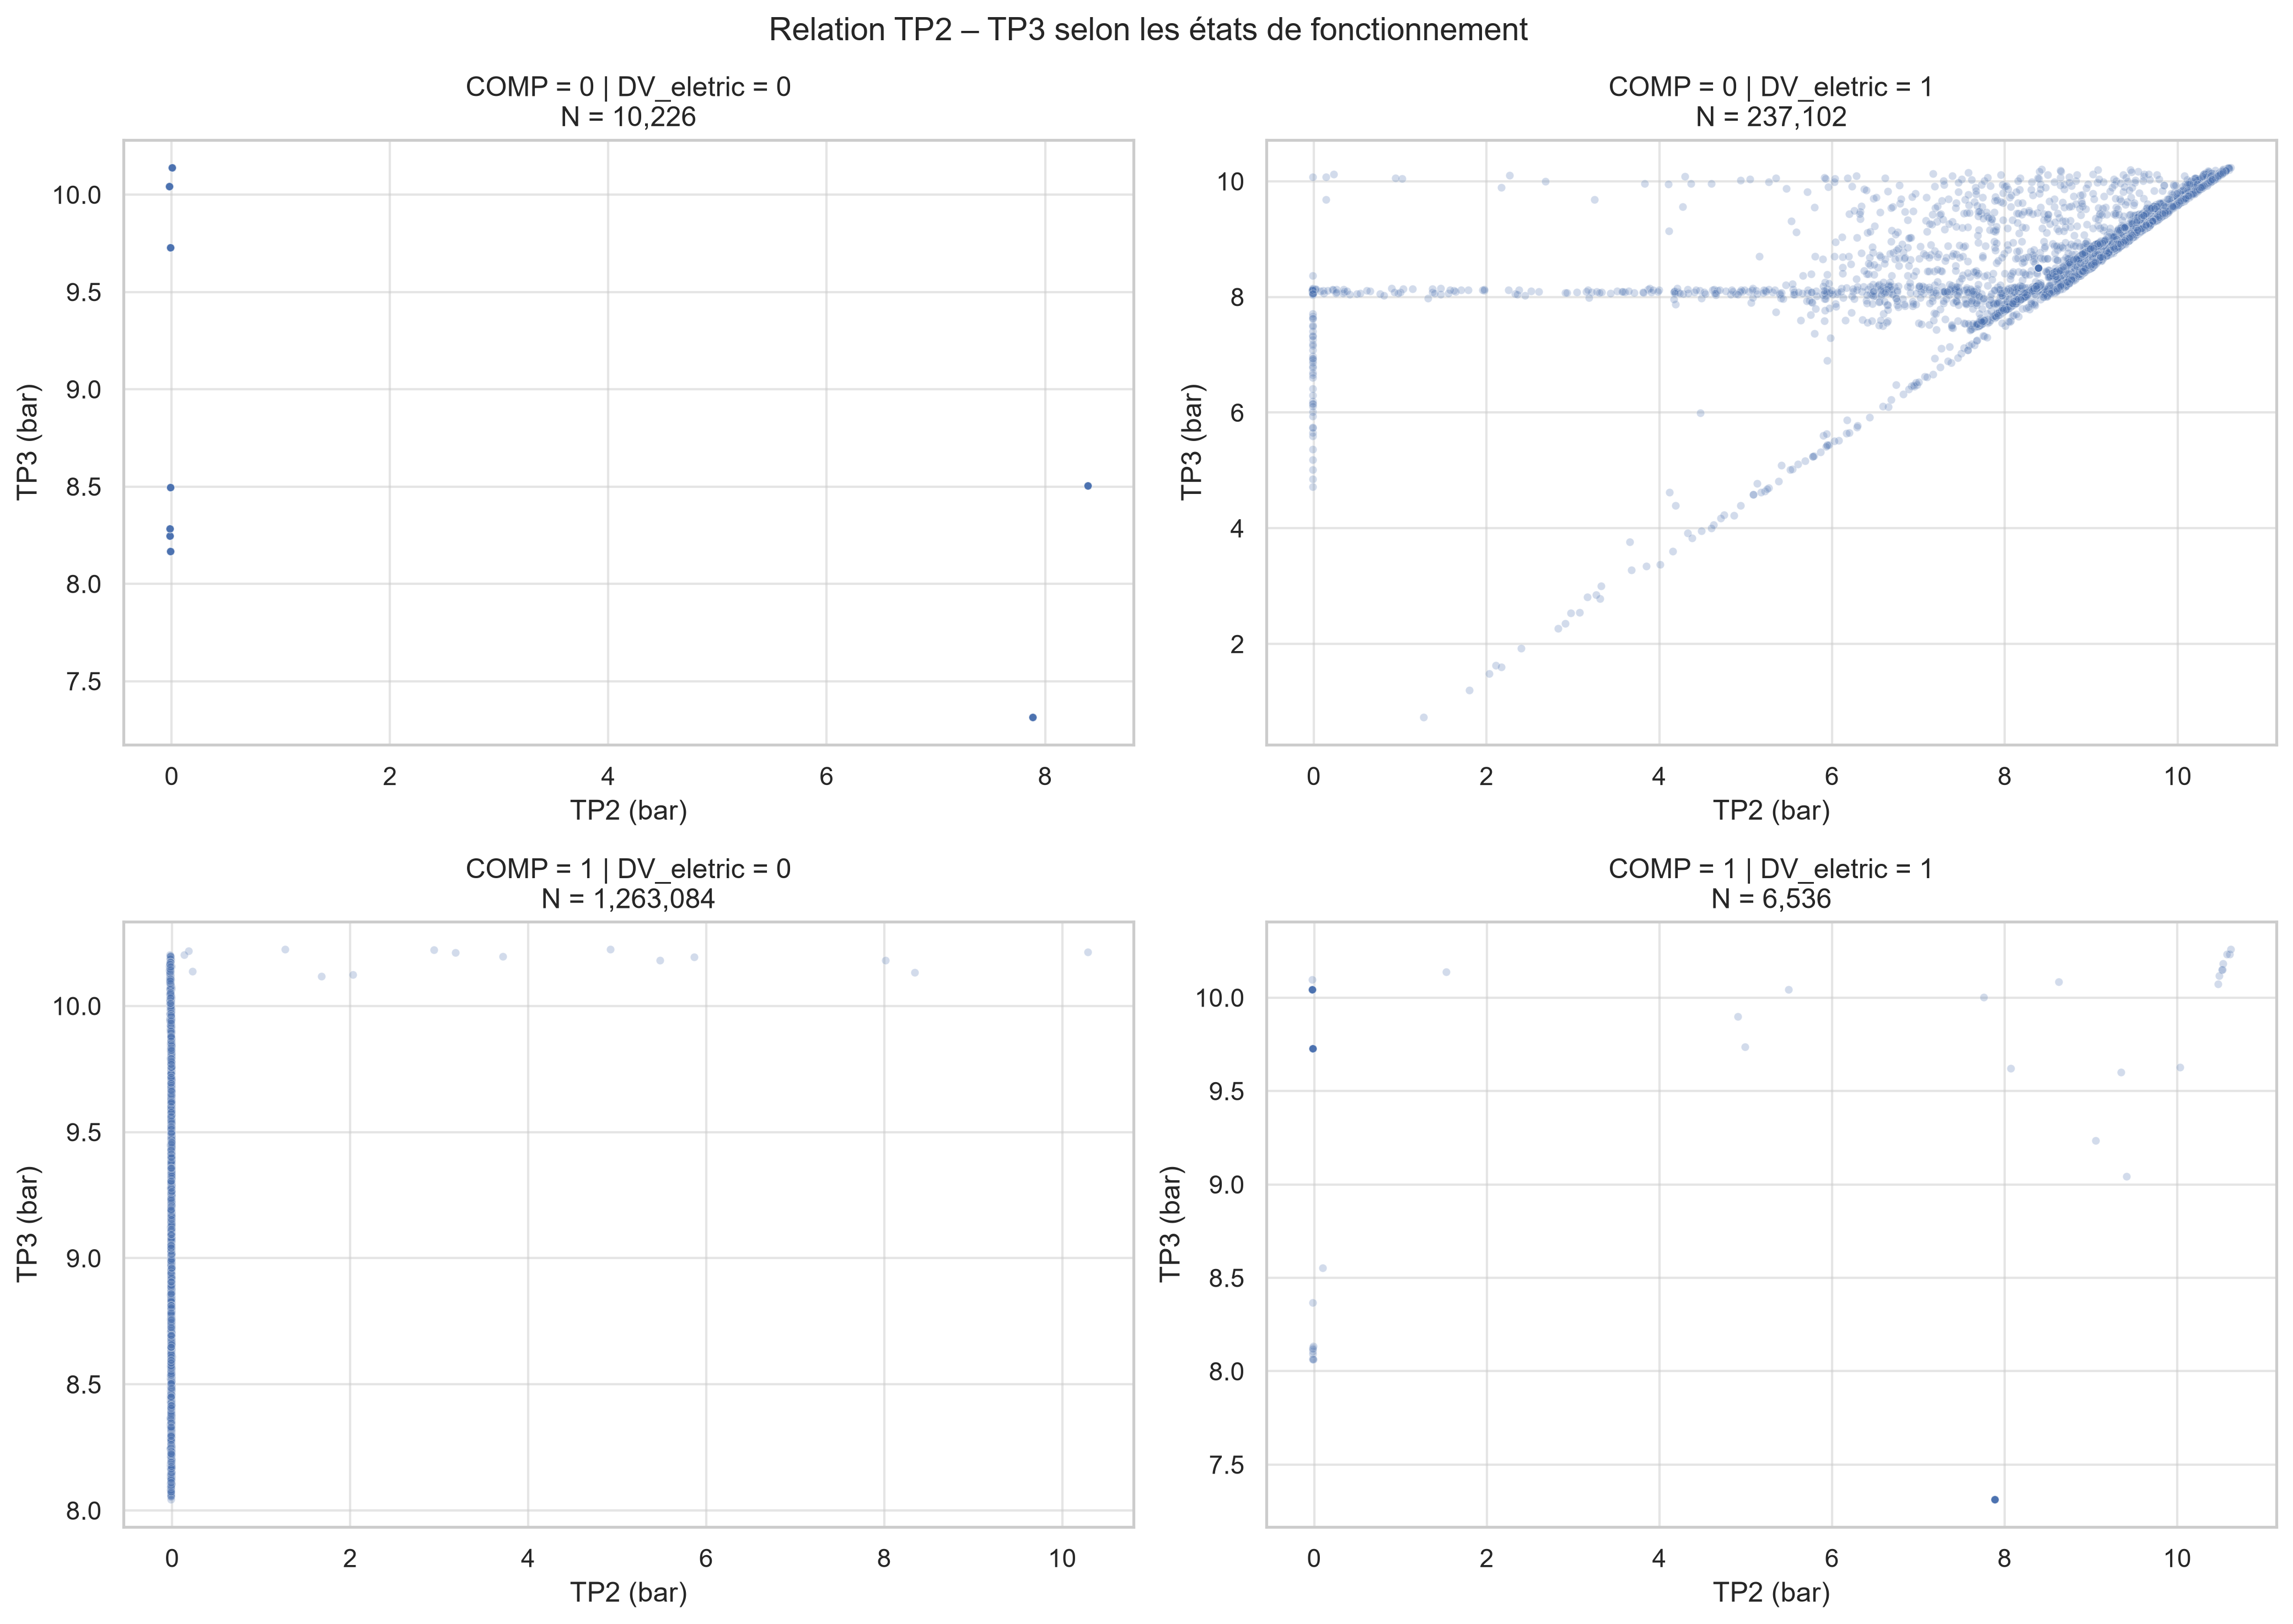 Relation TP2 – TP3 selon les états de fonctionnement
COMP = 0 | DV_eletric = 0
N = 10,226
10.0
9.5
9.0
8.5
8.0
7.5
TP3 (bar)
0 2 4 6 8
TP2 (bar)
COMP = 0 | DV_eletric = 1
N = 237,102
10
8
6
4
2
TP3 (bar)
0 2 4 6 8 10
TP2 (bar)
COMP = 1 | DV_eletric = 0
N = 1,263,084
10.0
9.5
9.0
8.5
8.0
TP3 (bar)
0 2 4 6 8 10
TP2 (bar)
COMP = 1 | DV_eletric = 1
N = 6,536
10.0
9.5
9.0
8.5
8.0
7.5
TP3 (bar)
0 2 4 6 8 10
TP2 (bar)